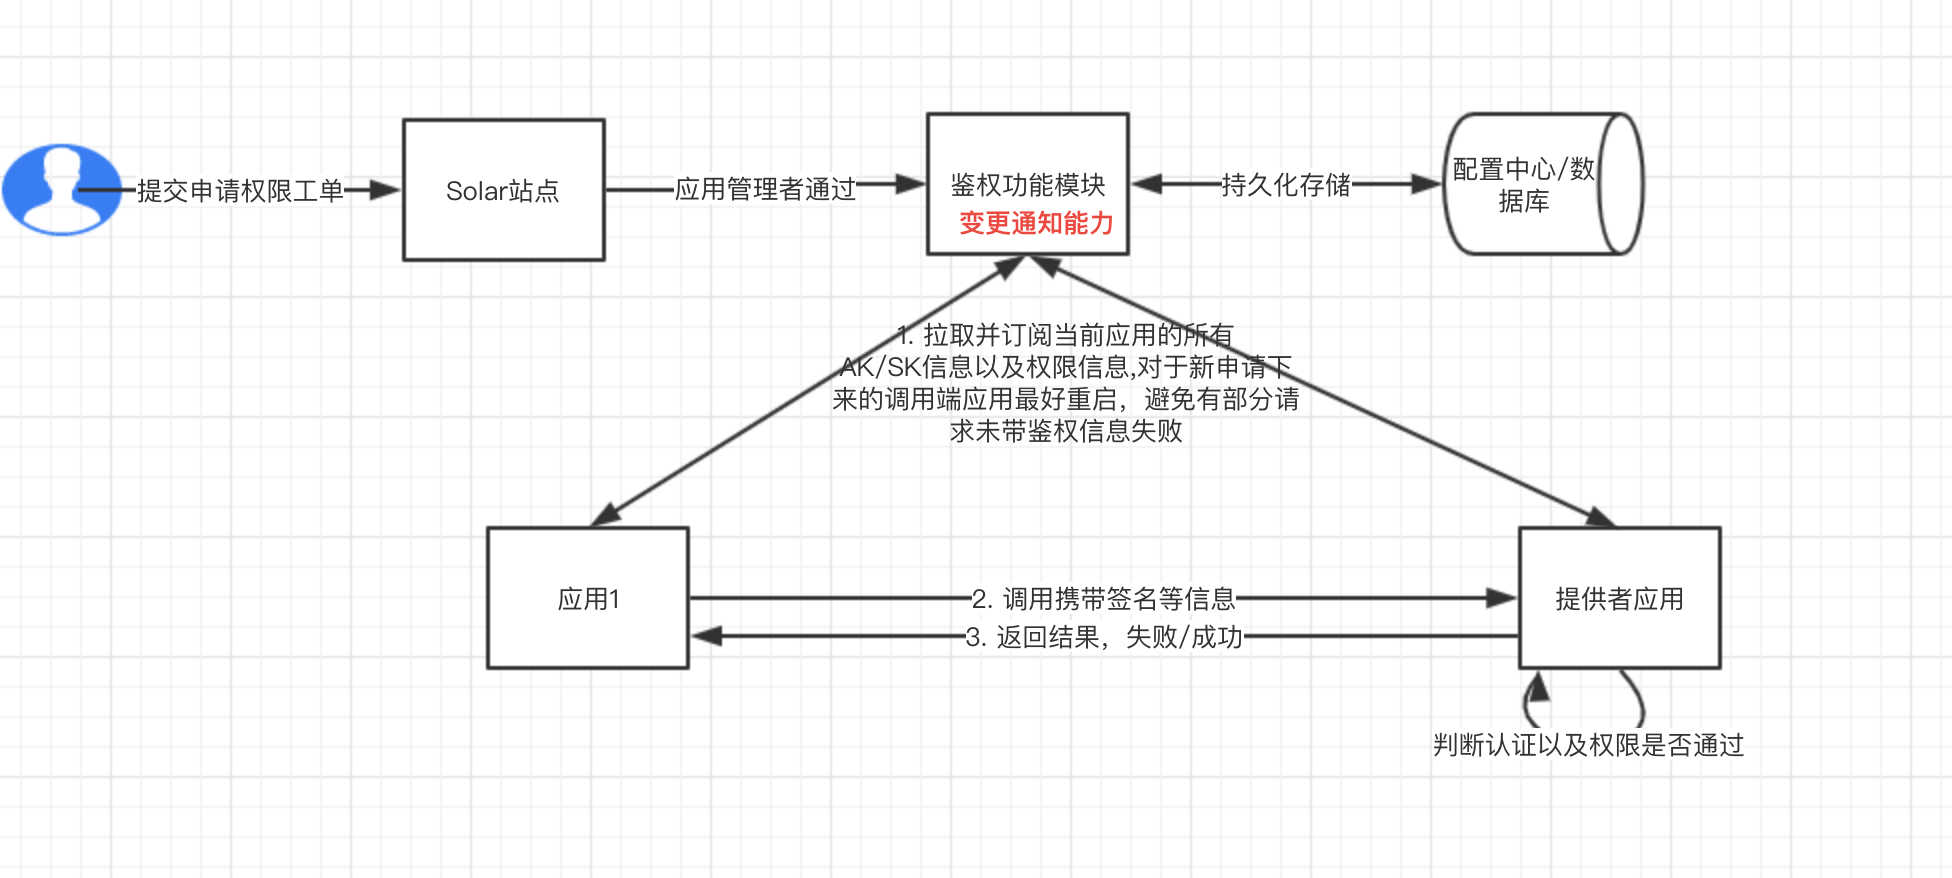 提交申请权限工单
Solar站点
应用管理者通过
鉴权功能模块
变更通知能力
持久化存储
配置中心/数
据库
1. 拉取并订阅当前应用的所有
AK/SK信息以及权限信息,对于新申请下
来的调用端应用最好重启，避免有部分请
求未带鉴权信息失败
应用1
2. 调用携带签名等信息
3. 返回结果，失败/成功
提供者应用
判断认证以及权限是否通过